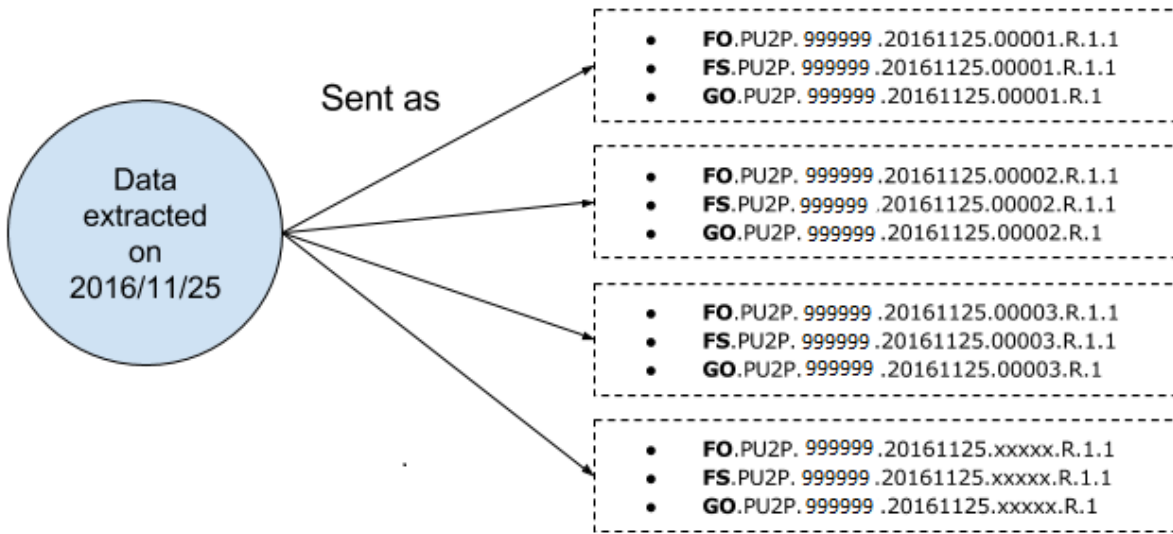 Data
extracted
on
2016/11/25
Sent as
• FO.PU2P. 999999 .20161125.00001.R.1.1
• FS.PU2P. 999999 .20161125.00001.R.1.1
• GO.PU2P. 999999 .20161125.00001.R.1
• FO.PU2P. 999999 .20161125.00002.R.1.1
• FS.PU2P. 999999 .20161125.00002.R.1.1
• GO.PU2P. 999999 .20161125.00002.R.1
• FO.PU2P. 999999 .20161125.00003.R.1.1
• FS.PU2P. 999999 .20161125.00003.R.1.1
• GO.PU2P. 999999 .20161125.00003.R.1
• FO.PU2P. 999999 .20161125.xxxxx.R.1.1
• FS.PU2P. 999999 .20161125.xxxxx.R.1.1
• GO.PU2P. 999999 .20161125.xxxxx.R.1